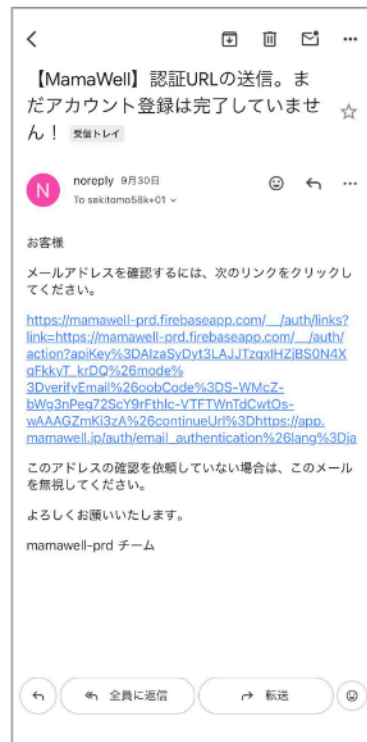 【MamaWell】認証URLの送信。ま
だアカウント登録は完了していませ
ん！ 受信トレイ
N
noreply 9月30日
To sekitomo58k+01
お客様
メールアドレスを確認するには、次のリンクをクリックし
てください。
https://mamawell-prd.firebaseapp.com/__/auth/links?
link=https://mamawell-prd.firebaseapp.com/__/auth/
action?apiKey%3DAIzaSyDyt3LAJJTzqxIHZjBS0N4X
gFkkyT_krDQ%26mode%
3DverifyEmail%26oobCode%3DS-WMcZ-
bWg3nPeq72ScY9rFthIc-VTFTWnTdCwtOs-
wAAAGZmKi3zA%26continueUrl%3Dhttps://app.
mamawell.jp/auth/email_authentication%26lang%3Dja
このアドレスの確認を依頼していない場合は、このメール
を無視してください。
よろしくお願いいたします。
mamawell-prd チーム
全員に返信
転送